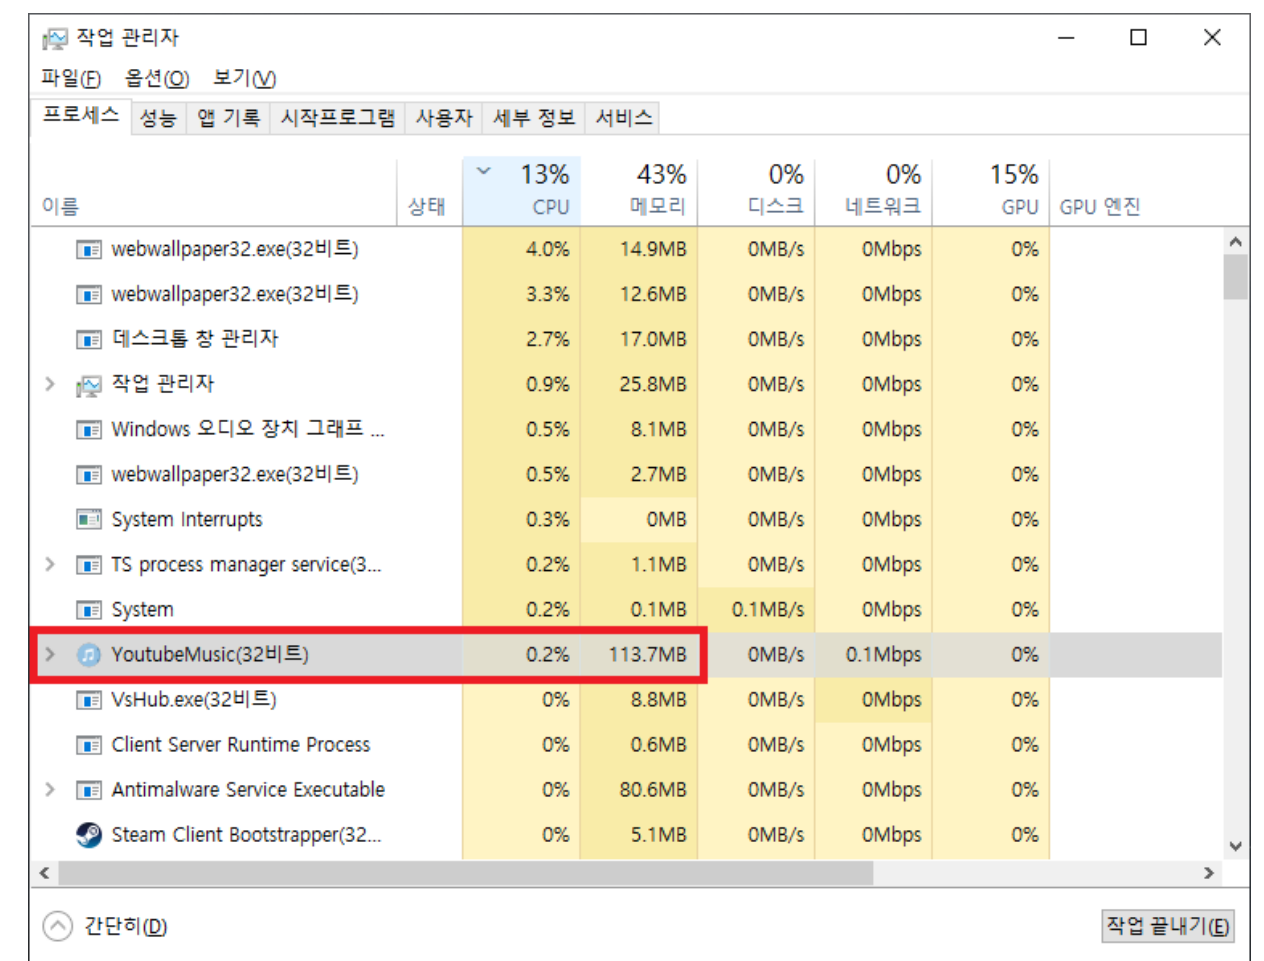 작업 관리자
파일(F) 옵션(O) 보기(V)
프로세스 성능 앱 기록 시작프로그램 사용자 세부 정보 서비스
13% 43% 0% 0% 15%
이름 상태 CPU 메모리 디스크 네트워크 GPU GPU 엔진
webwallpaper32.exe(32비트) 4.0% 14.9MB 0MB/s 0Mbps 0%
webwallpaper32.exe(32비트) 3.3% 12.6MB 0MB/s 0Mbps 0%
데스크톱 창 관리자 2.7% 17.0MB 0MB/s 0Mbps 0%
작업 관리자 0.9% 25.8MB 0MB/s 0Mbps 0%
Windows 오디오 장치 그래프 ... 0.5% 8.1MB 0MB/s 0Mbps 0%
webwallpaper32.exe(32비트) 0.5% 2.7MB 0MB/s 0Mbps 0%
System Interrupts 0.3% 0MB 0MB/s 0Mbps 0%
TS process manager service(3... 0.2% 1.1MB 0MB/s 0Mbps 0%
System 0.2% 0.1MB 0.1MB/s 0Mbps 0%
YoutubeMusic(32비트) 0.2% 113.7MB 0MB/s 0.1Mbps 0%
VsHub.exe(32비트) 0% 8.8MB 0MB/s 0Mbps 0%
Client Server Runtime Process 0% 0.6MB 0MB/s 0Mbps 0%
Antimalware Service Executable 0% 80.6MB 0MB/s 0Mbps 0%
Steam Client Bootstrapper(32... 0% 5.1MB 0MB/s 0Mbps 0%
간단히(D) 작업 끝내기(E)